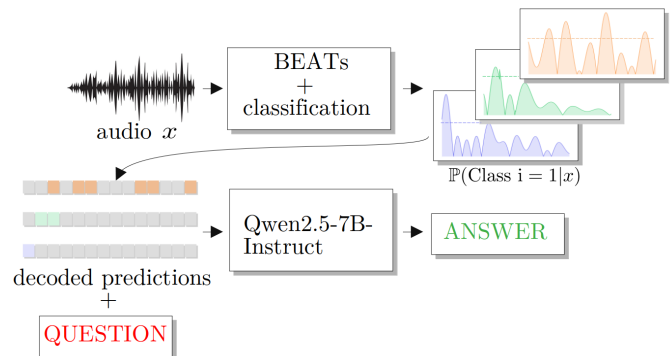 BEATs
+
classification
audio x
ℙ(Class i = 1|x)
decoded predictions
+
QUESTION
Qwen2.5-7B-
Instruct
ANSWER